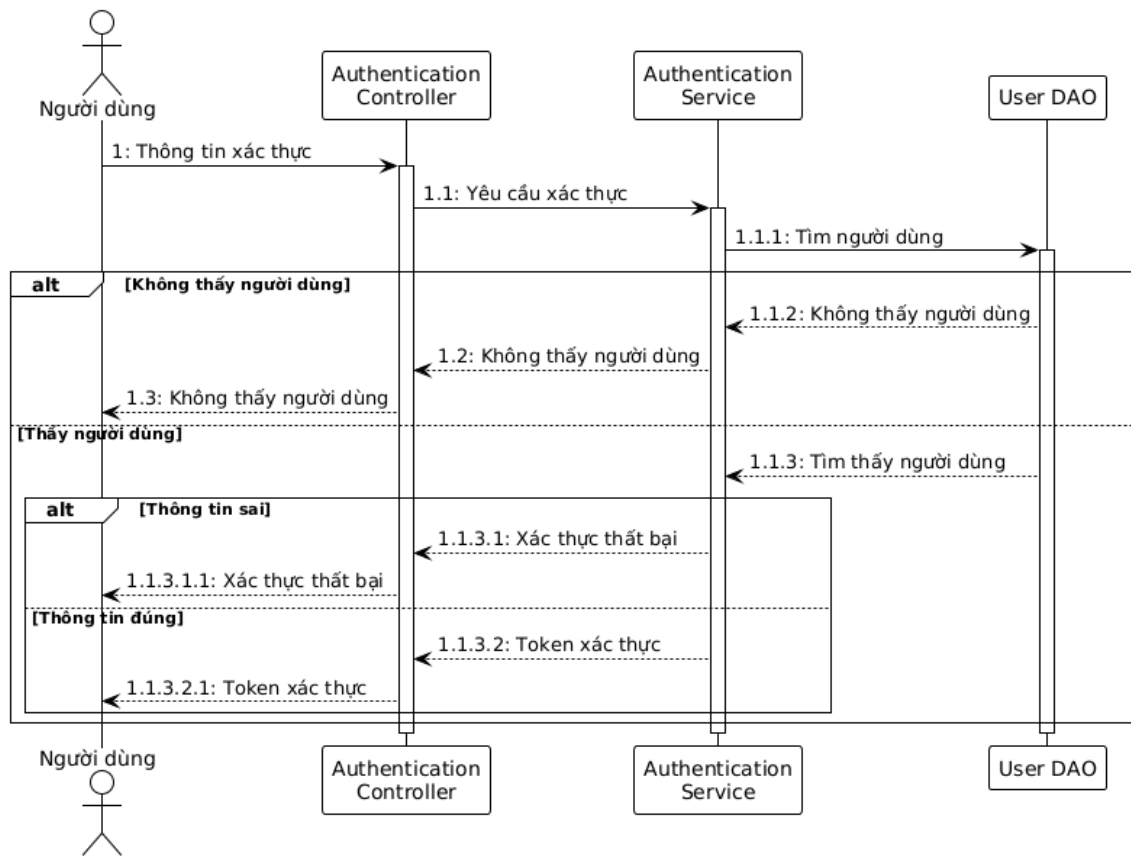 Người dùng
Authentication
Controller
Authentication
Service
User DAO
1: Thông tin xác thực
1.1: Yêu cầu xác thực
1.1.1: Tìm người dùng
alt
[Không thấy người dùng]
1.1.2: Không thấy người dùng
1.2: Không thấy người dùng
1.3: Không thấy người dùng
[Thấy người dùng]
1.1.3: Tìm thấy người dùng
alt
[Thông tin sai]
1.1.3.1: Xác thực thất bại
1.1.3.1.1: Xác thực thất bại
[Thông tin đúng]
1.1.3.2: Token xác thực
1.1.3.2.1: Token xác thực
Người dùng
Authentication
Controller
Authentication
Service
User DAO